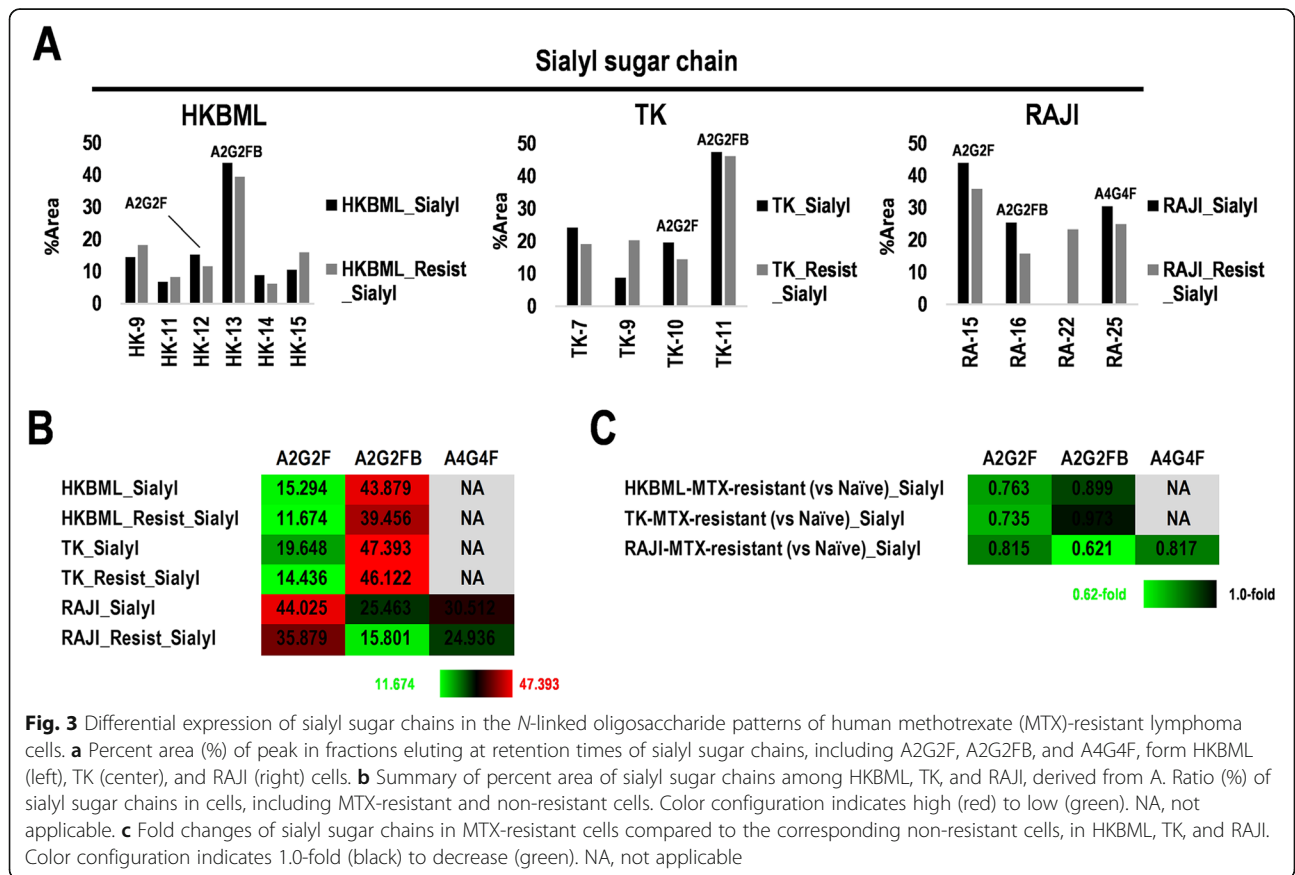 A
Sialyl sugar chain
HKBML
TK
RAJI
%Area
50
40
30
20
10
0
A2G2F
A2G2FB
HKBML_Sialyl
HKBML_Resist
_Sialyl
HK-9
HK-11
HK-12
HK-13
HK-14
HK-15
%Area
50
40
30
20
10
0
A2G2F
A2G2FB
TK_Sialyl
TK_Resist
_Sialyl
TK-7
TK-9
TK-10
TK-11
%Area
50
40
30
20
10
0
A2G2F
A2G2FB
A4G4F
RAJI_Sialyl
RAJI_Resist
_Sialyl
RA-15
RA-16
RA-22
RA-25
B
A2G2F A2G2FB A4G4F
HKBML_Sialyl 15.294 43.879 NA
HKBML_Resist_Sialyl 11.674 39.456 NA
TK_Sialyl 19.648 47.393 NA
TK_Resist_Sialyl 14.436 46.122 NA
RAJI_Sialyl 44.025 25.463 30.512
RAJI_Resist_Sialyl 35.879 15.801 24.936
11.674 47.393
C
A2G2F A2G2FB A4G4F
HKBML-MTX-resistant (vs Naïve)_Sialyl 0.763 0.899 NA
TK-MTX-resistant (vs Naïve)_Sialyl 0.735 0.973 NA
RAJI-MTX-resistant (vs Naïve)_Sialyl 0.815 0.621 0.817
0.62-fold 1.0-fold
Fig. 3 Differential expression of sialyl sugar chains in the N-linked oligosaccharide patterns of human methotrexate (MTX)-resistant lymphoma
cells. a Percent area (%) of peak in fractions eluting at retention times of sialyl sugar chains, including A2G2F, A2G2FB, and A4G4F, form HKBML
(left), TK (center), and RAJI (right) cells. b Summary of percent area of sialyl sugar chains among HKBML, TK, and RAJI, derived from A. Ratio (%) of
sialyl sugar chains in cells, including MTX-resistant and non-resistant cells. Color configuration indicates high (red) to low (green). NA, not
applicable. c Fold changes of sialyl sugar chains in MTX-resistant cells compared to the corresponding non-resistant cells, in HKBML, TK, and RAJI.
Color configuration indicates 1.0-fold (black) to decrease (green). NA, not applicable